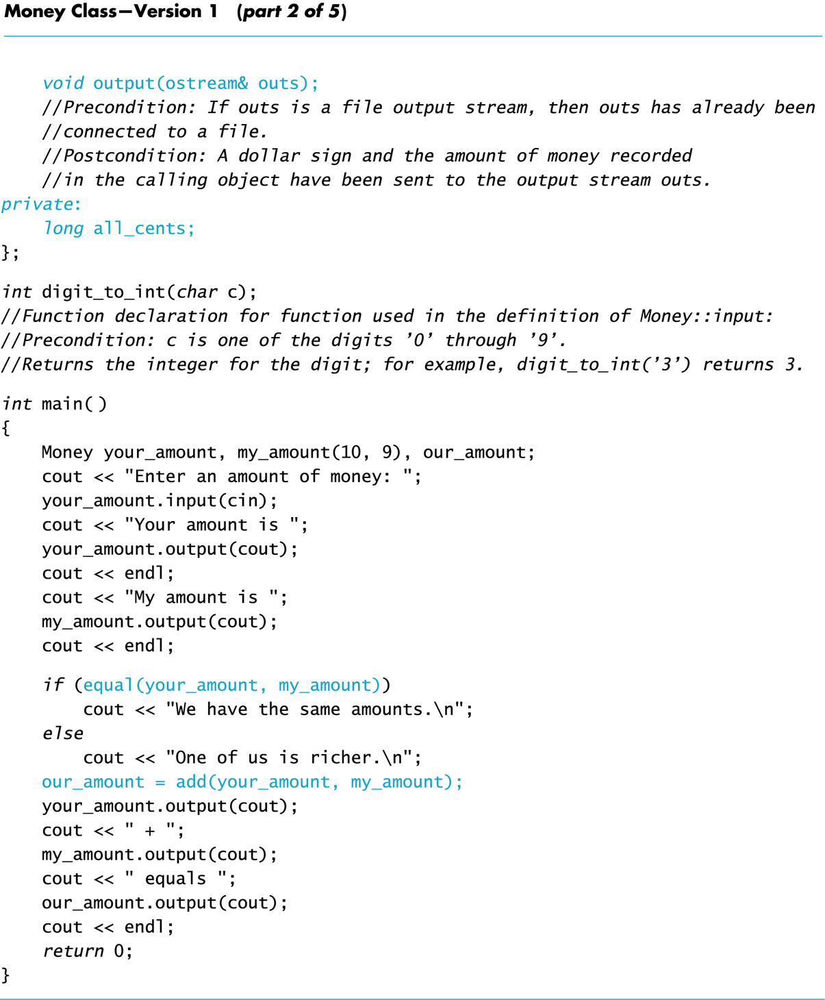 Money Class—Version 1 (part 2 of 5)
void output(ostream& outs);
//Precondition: If outs is a file output stream, then outs has already been
//connected to a file.
//Postcondition: A dollar sign and the amount of money recorded
//in the calling object have been sent to the output stream outs.
private:
long all_cents;
};
int digit_to_int(char c);
//Function declaration for function used in the definition of Money::input:
//Precondition: c is one of the digits ’0’ through ’9’.
//Returns the integer for the digit; for example, digit_to_int(’3’) returns 3.
int main( )
{
Money your_amount, my_amount(10, 9), our_amount;
cout << "Enter an amount of money: ";
your_amount.input(cin);
cout << "Your amount is ";
your_amount.output(cout);
cout << endl;
cout << "My amount is ";
my_amount.output(cout);
cout << endl;
if (equal(your_amount, my_amount))
cout << "We have the same amounts.\n";
else
cout << "One of us is richer.\n";
our_amount = add(your_amount, my_amount);
your_amount.output(cout);
cout << " + ";
my_amount.output(cout);
cout << " equals ";
our_amount.output(cout);
cout << endl;
return 0;
}